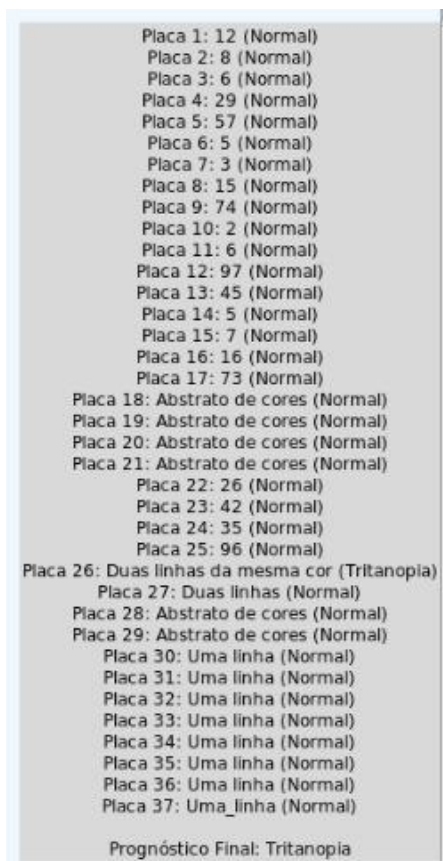 Placa 1: 12 (Normal)
Placa 2: 8 (Normal)
Placa 3: 6 (Normal)
Placa 4: 29 (Normal)
Placa 5: 57 (Normal)
Placa 6: 5 (Normal)
Placa 7: 3 (Normal)
Placa 8: 15 (Normal)
Placa 9: 74 (Normal)
Placa 10: 2 (Normal)
Placa 11: 6 (Normal)
Placa 12: 97 (Normal)
Placa 13: 45 (Normal)
Placa 14: 5 (Normal)
Placa 15: 7 (Normal)
Placa 16: 16 (Normal)
Placa 17: 73 (Normal)
Placa 18: Abstrato de cores (Normal)
Placa 19: Abstrato de cores (Normal)
Placa 20: Abstrato de cores (Normal)
Placa 21: Abstrato de cores (Normal)
Placa 22: 26 (Normal)
Placa 23: 42 (Normal)
Placa 24: 35 (Normal)
Placa 25: 96 (Normal)
Placa 26: Duas linhas da mesma cor (Tritanopia)
Placa 27: Duas linhas (Normal)
Placa 28: Abstrato de cores (Normal)
Placa 29: Abstrato de cores (Normal)
Placa 30: Uma linha (Normal)
Placa 31: Uma linha (Normal)
Placa 32: Uma linha (Normal)
Placa 33: Uma linha (Normal)
Placa 34: Uma linha (Normal)
Placa 35: Uma linha (Normal)
Placa 36: Uma linha (Normal)
Placa 37: Uma_linha (Normal)
Prognóstico Final: Tritanopia